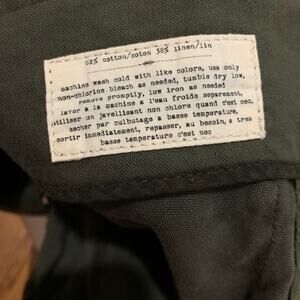 62% cotton/coton 38% linen/lin
machine wash cold with like colors, use only
non-chlorine bleach as needed, tumble dry low,
remove promptly, low iron as needed
laver a la machine a l'eau froide separement,
utiliser un javellisant non chlore quand c'est nec,
secher par culbutage a basse temperature,
sortir immediatement, repasser, au besoin, a tres
basse temperature c'est nec